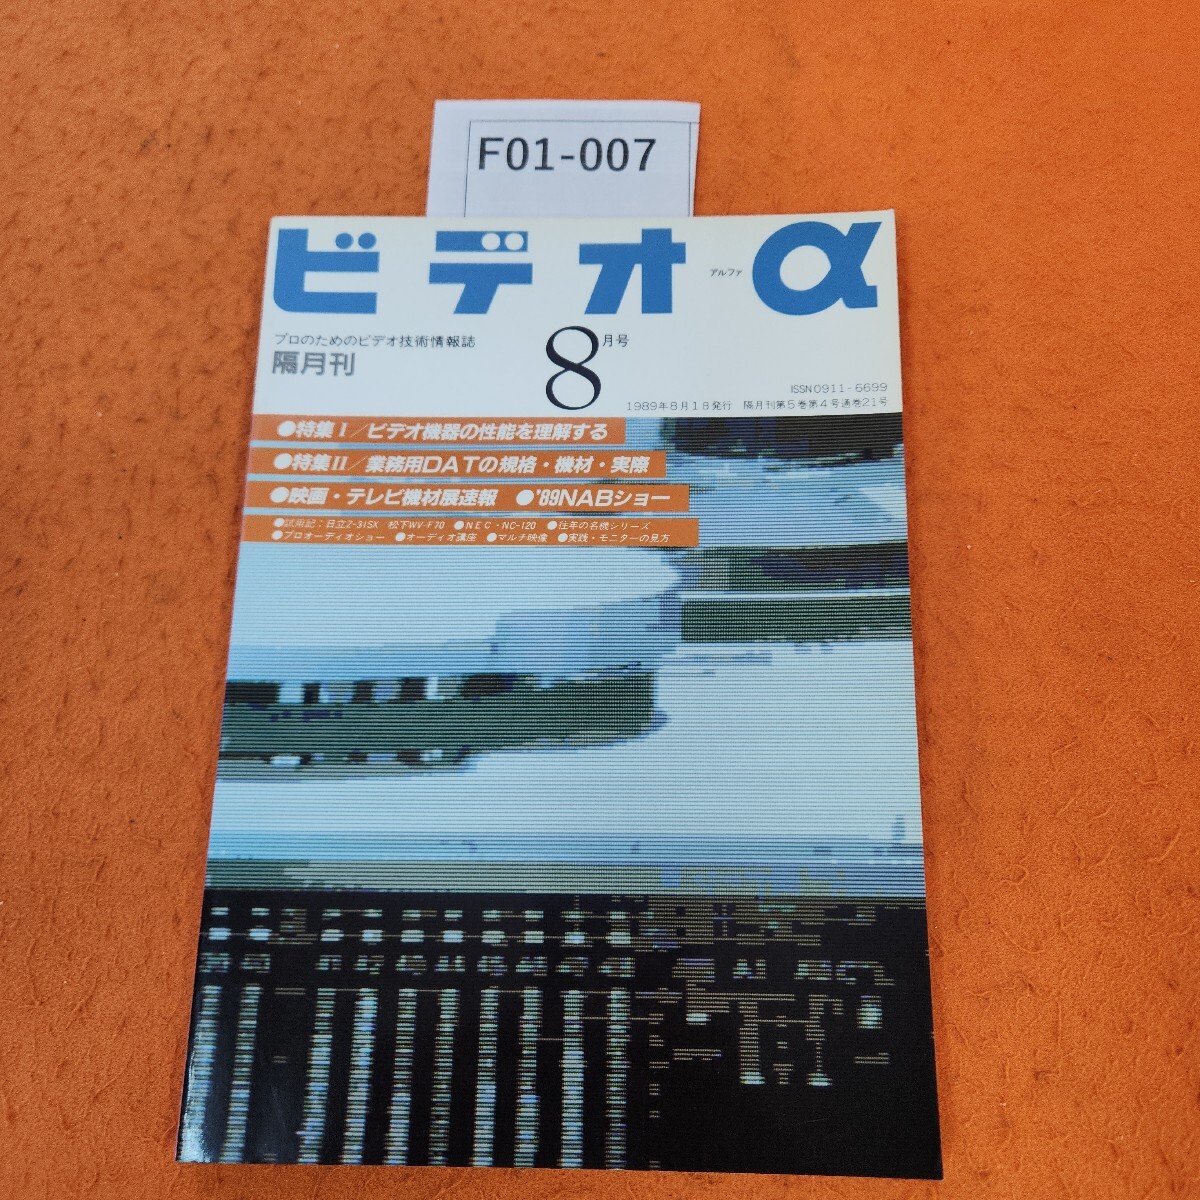 F01-007
ビデオα
アルファ
プロのためのビデオ技術情報誌
隔月刊
8月号
ISSN0911-6699
1989年8月1日発行 隔月刊第5巻第4号通巻21号
●特集Ⅰ／ビデオ機器の性能を理解する
●特集Ⅱ／業務用DATの規格・機材・実際
●映画・テレビ機材展速報 ●'89NABショー
●試用記：日立Z-31SK 松下WV-F70 ●NEC・NC-120 ●往年の名機シリーズ
●プロオーディオショー ●オーディオ講座 ●マルチ映像 ●実践・モニターの見方